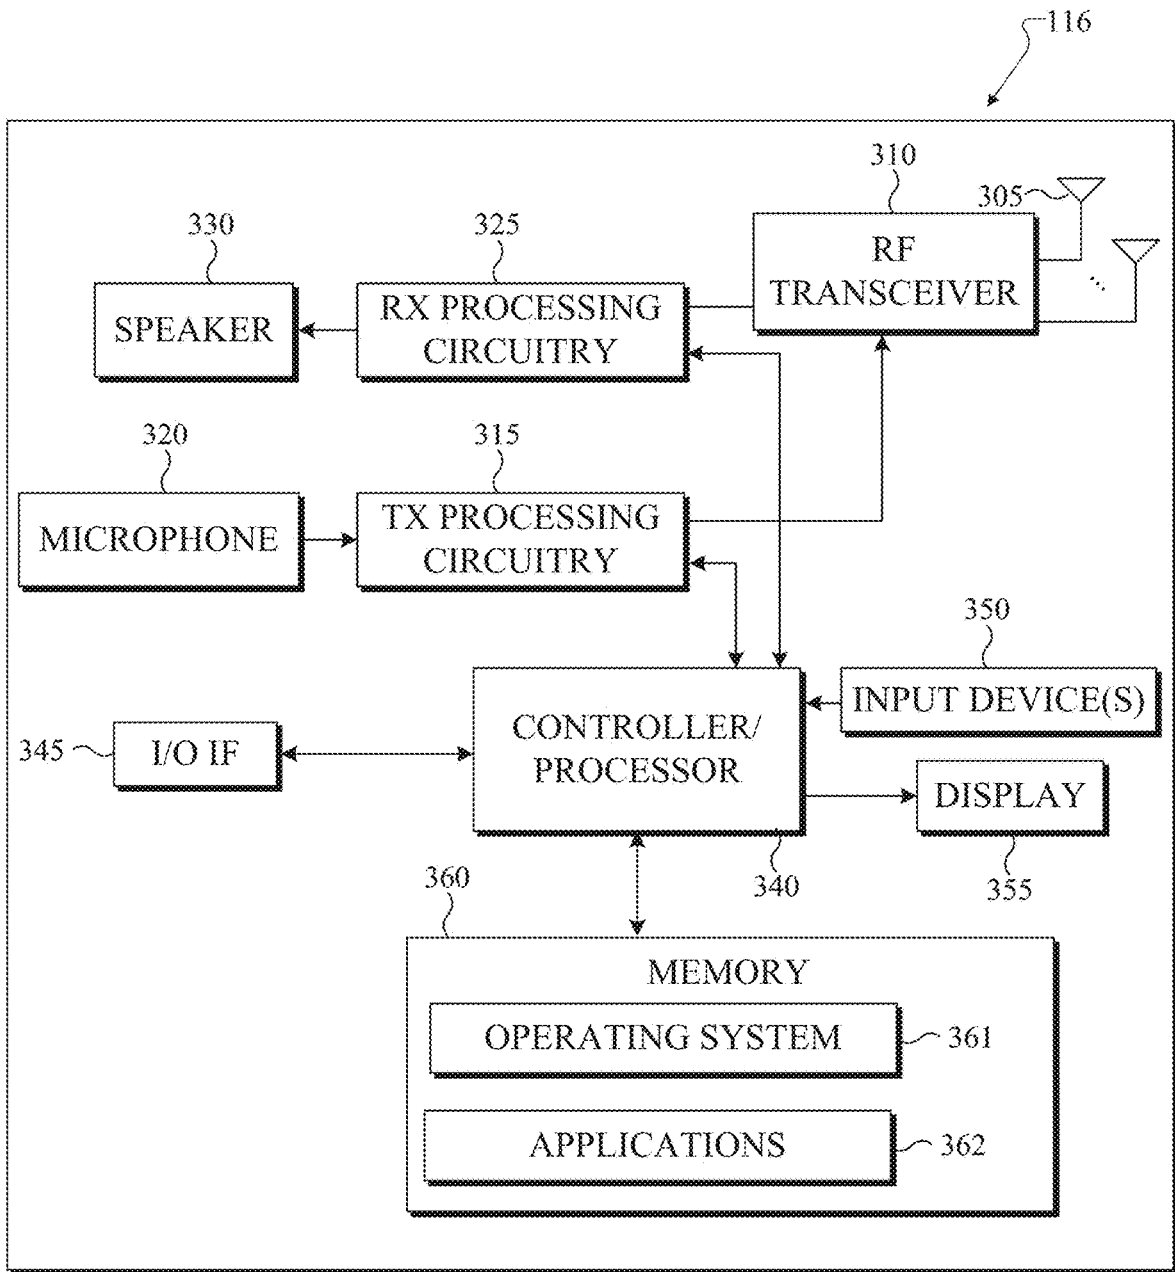 116
310
305
330
325
RF
TRANSCEIVER
SPEAKER
RX PROCESSING
CIRCUITRY
320
315
MICROPHONE
TX PROCESSING
CIRCUITRY
350
INPUT DEVICE(S)
345
I/O IF
CONTROLLER/
PROCESSOR
DISPLAY
360
340
355
MEMORY
OPERATING SYSTEM
361
APPLICATIONS
362